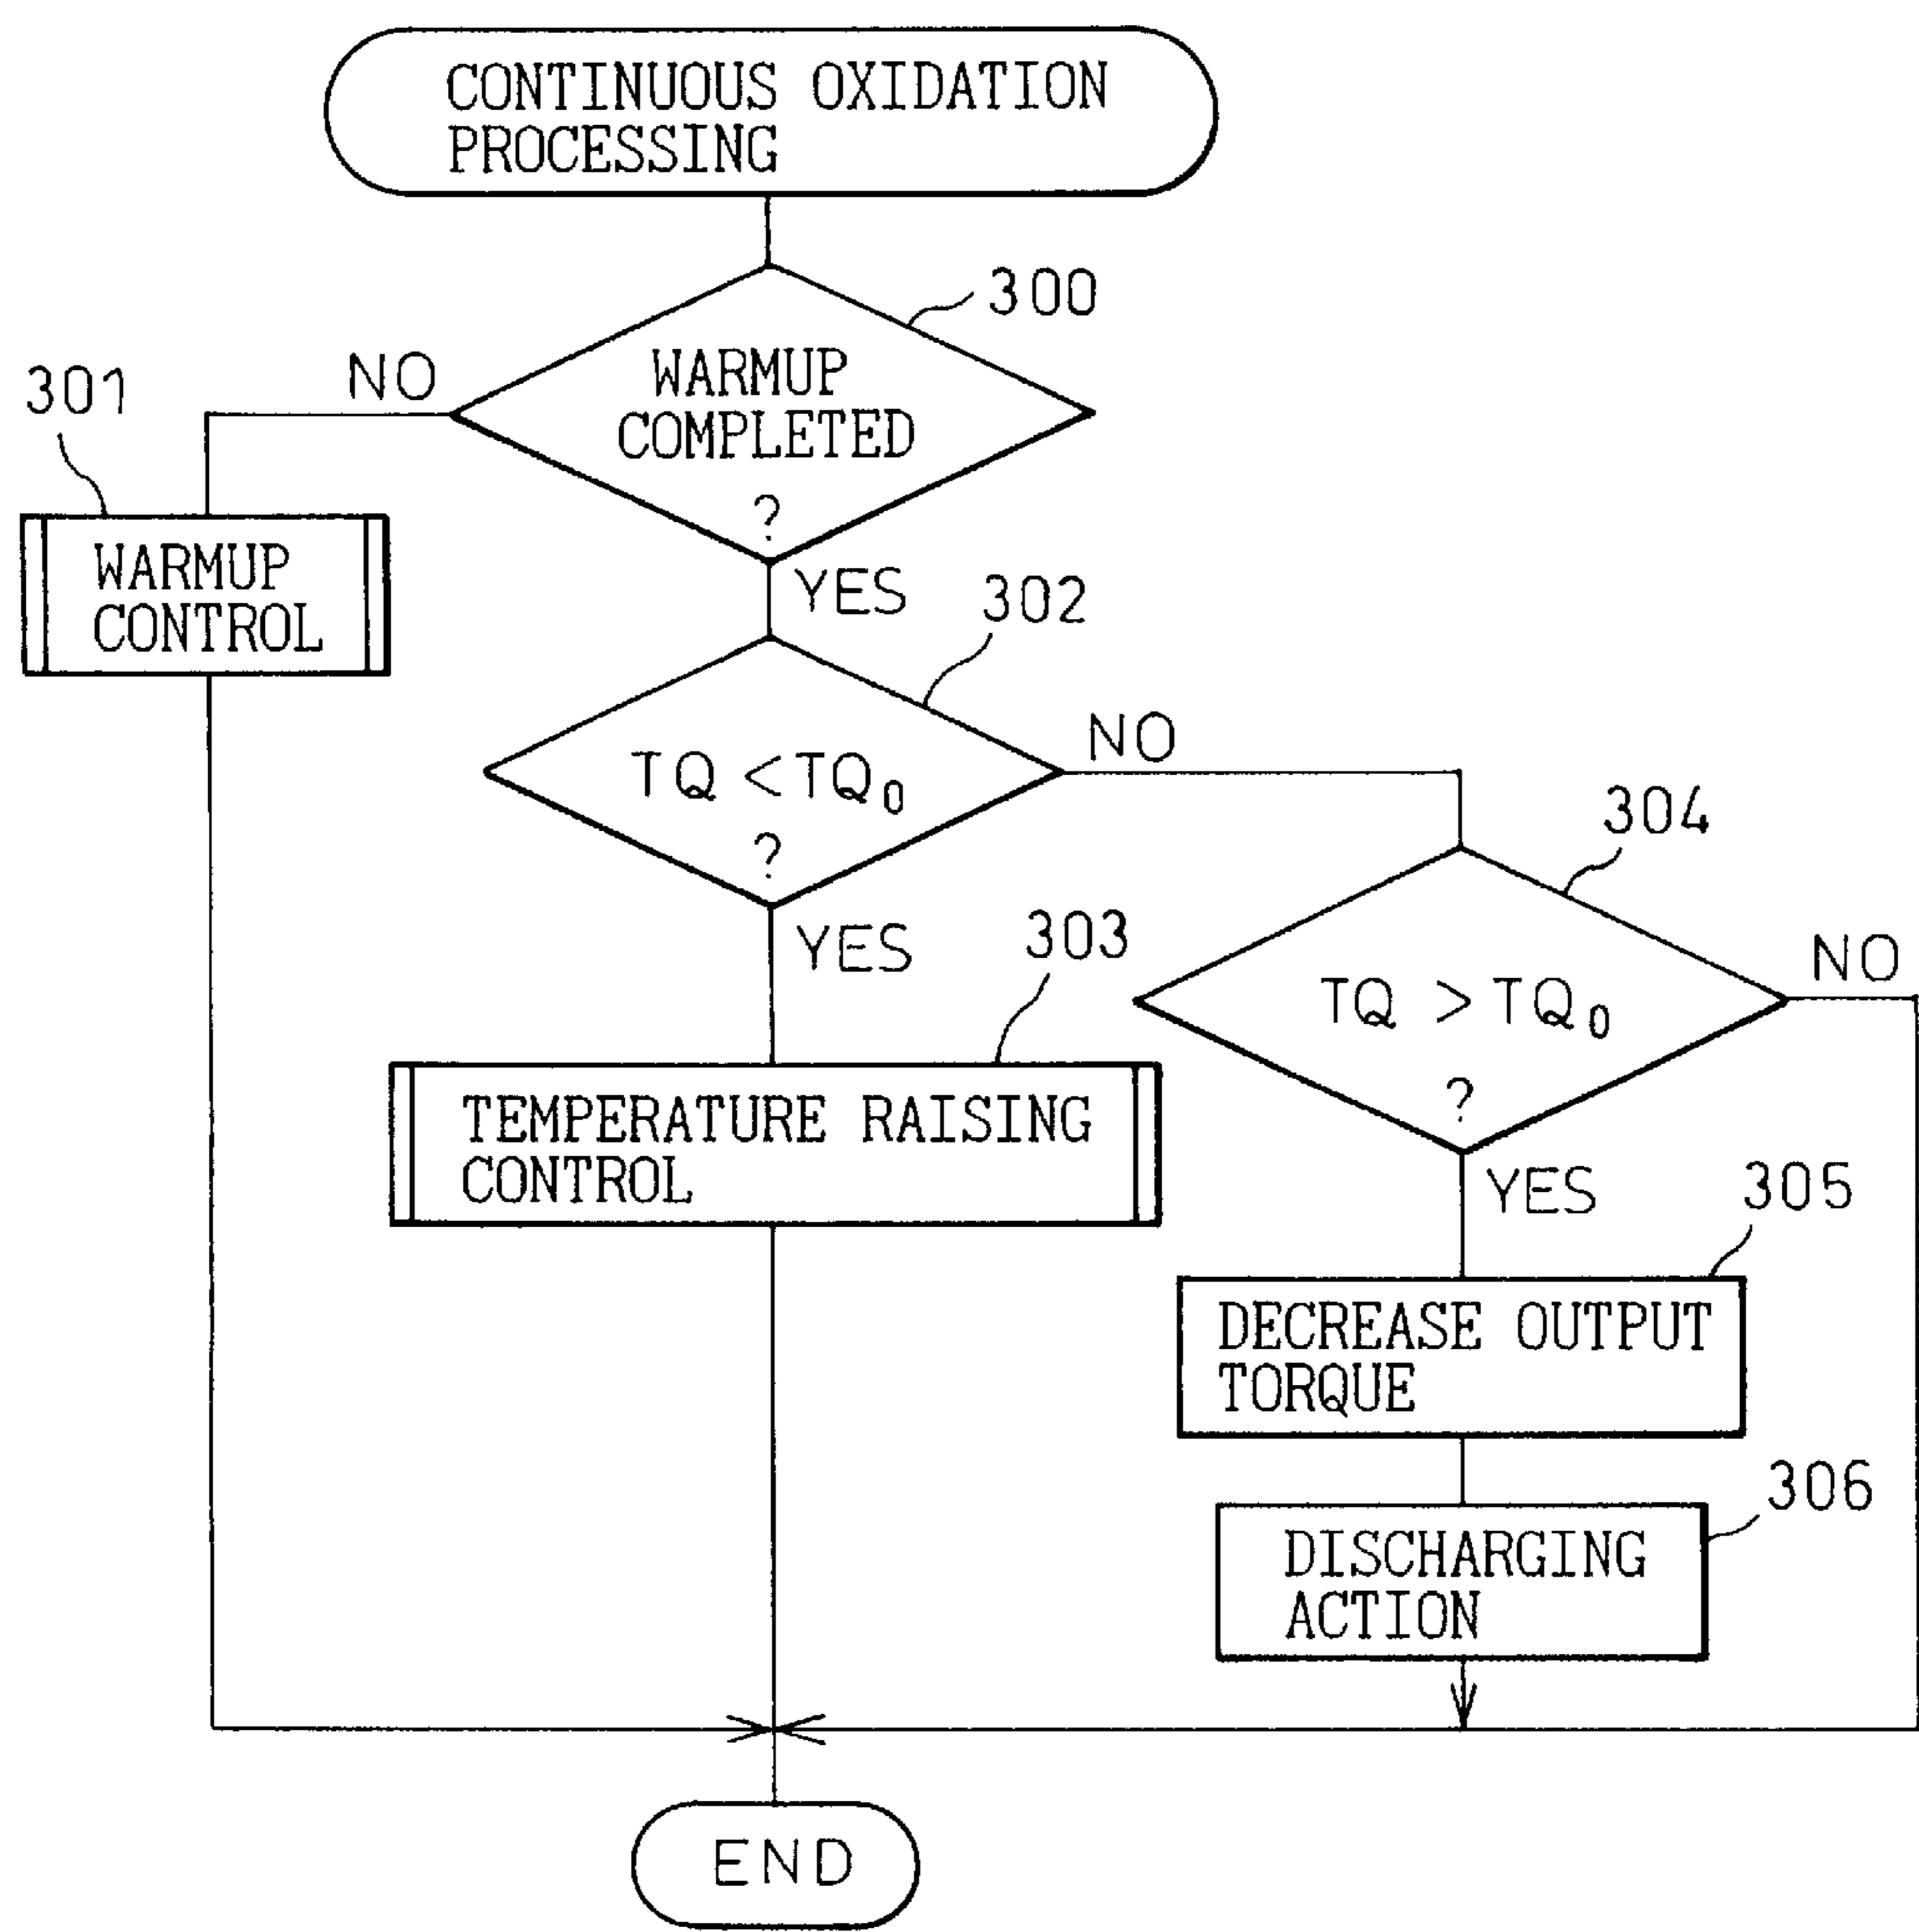 CONTINUOUS OXIDATION
PROCESSING
300
WARMUP
COMPLETED
?
NO
301
WARMUP
CONTROL
YES
302
TQ < TQ₀
?
NO
304
YES
303
TQ > TQ₀
?
NO
TEMPERATURE RAISING
CONTROL
YES
305
DECREASE OUTPUT
TORQUE
306
DISCHARGING
ACTION
END